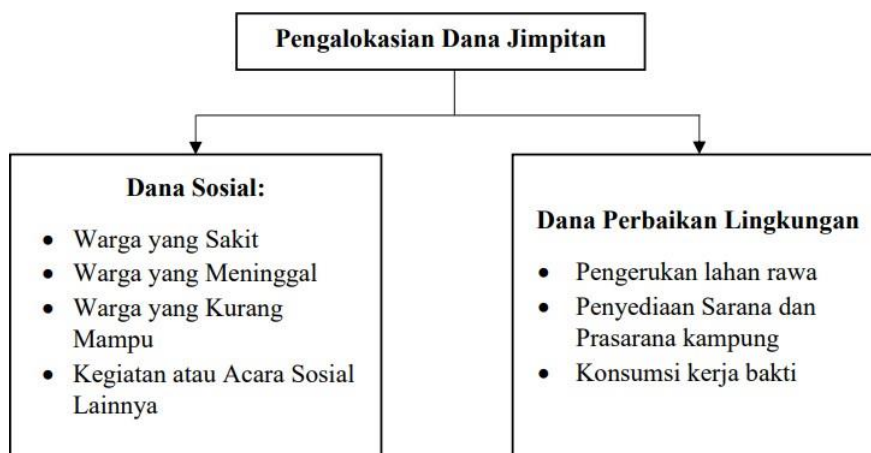 Pengalokasian Dana Jimpitan
Dana Sosial:
• Warga yang Sakit
• Warga yang Meninggal
• Warga yang Kurang
Mampu
• Kegiatan atau Acara Sosial
Lainnya
Dana Perbaikan Lingkungan
• Pengerukan lahan rawa
• Penyediaan Sarana dan
Prasarana kampung
• Konsumsi kerja bakti